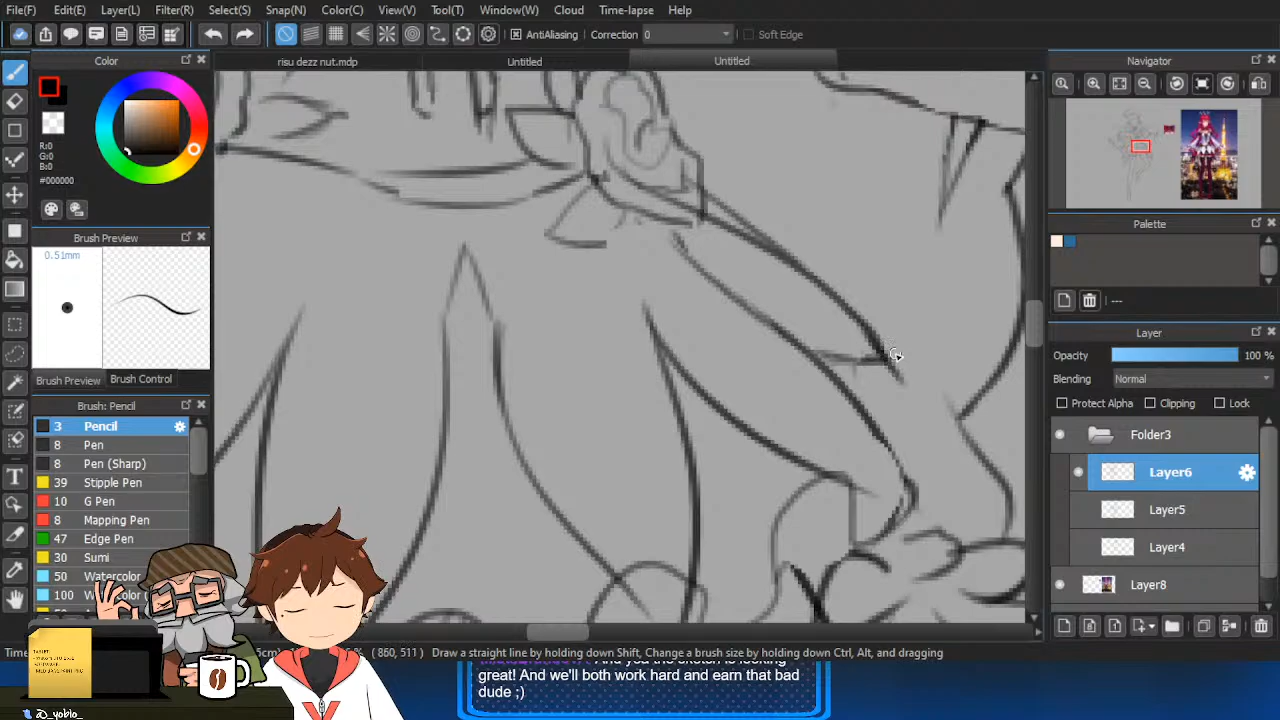 File(F) Edit(E) Layer(L) Filter(R) Select(S) Snap(N) Color(C) View(V) Tool(T) Window(W) Cloud Time-lapse Help
AntiAliasing Correction 0 Soft Edge
Color
risu dezz nut.mdp
Untitled
Untitled
Navigator
R:0
G:0
B:0
#000000
Brush Preview
0.51mm
Brush Preview Brush Control
Brush: Pencil
3 Pencil
8 Pen
8 Pen (Sharp)
39 Stipple Pen
10 G Pen
8 Mapping Pen
47 Edge Pen
30 Sumi
50 Watercolor
100 Watercolor
Palette
---
Layer
Opacity 100 %
Blending Normal
Protect Alpha Clipping Lock
Folder3
Layer6
Layer5
Layer4
Layer8
( 860, 511 ) Draw a straight line by holding down Shift, Change a brush size by holding down Ctrl, Alt, and dragging
And you the sketch is looking
great! And we'll both work hard and earn that bad
dude ;)
@_yoblo_